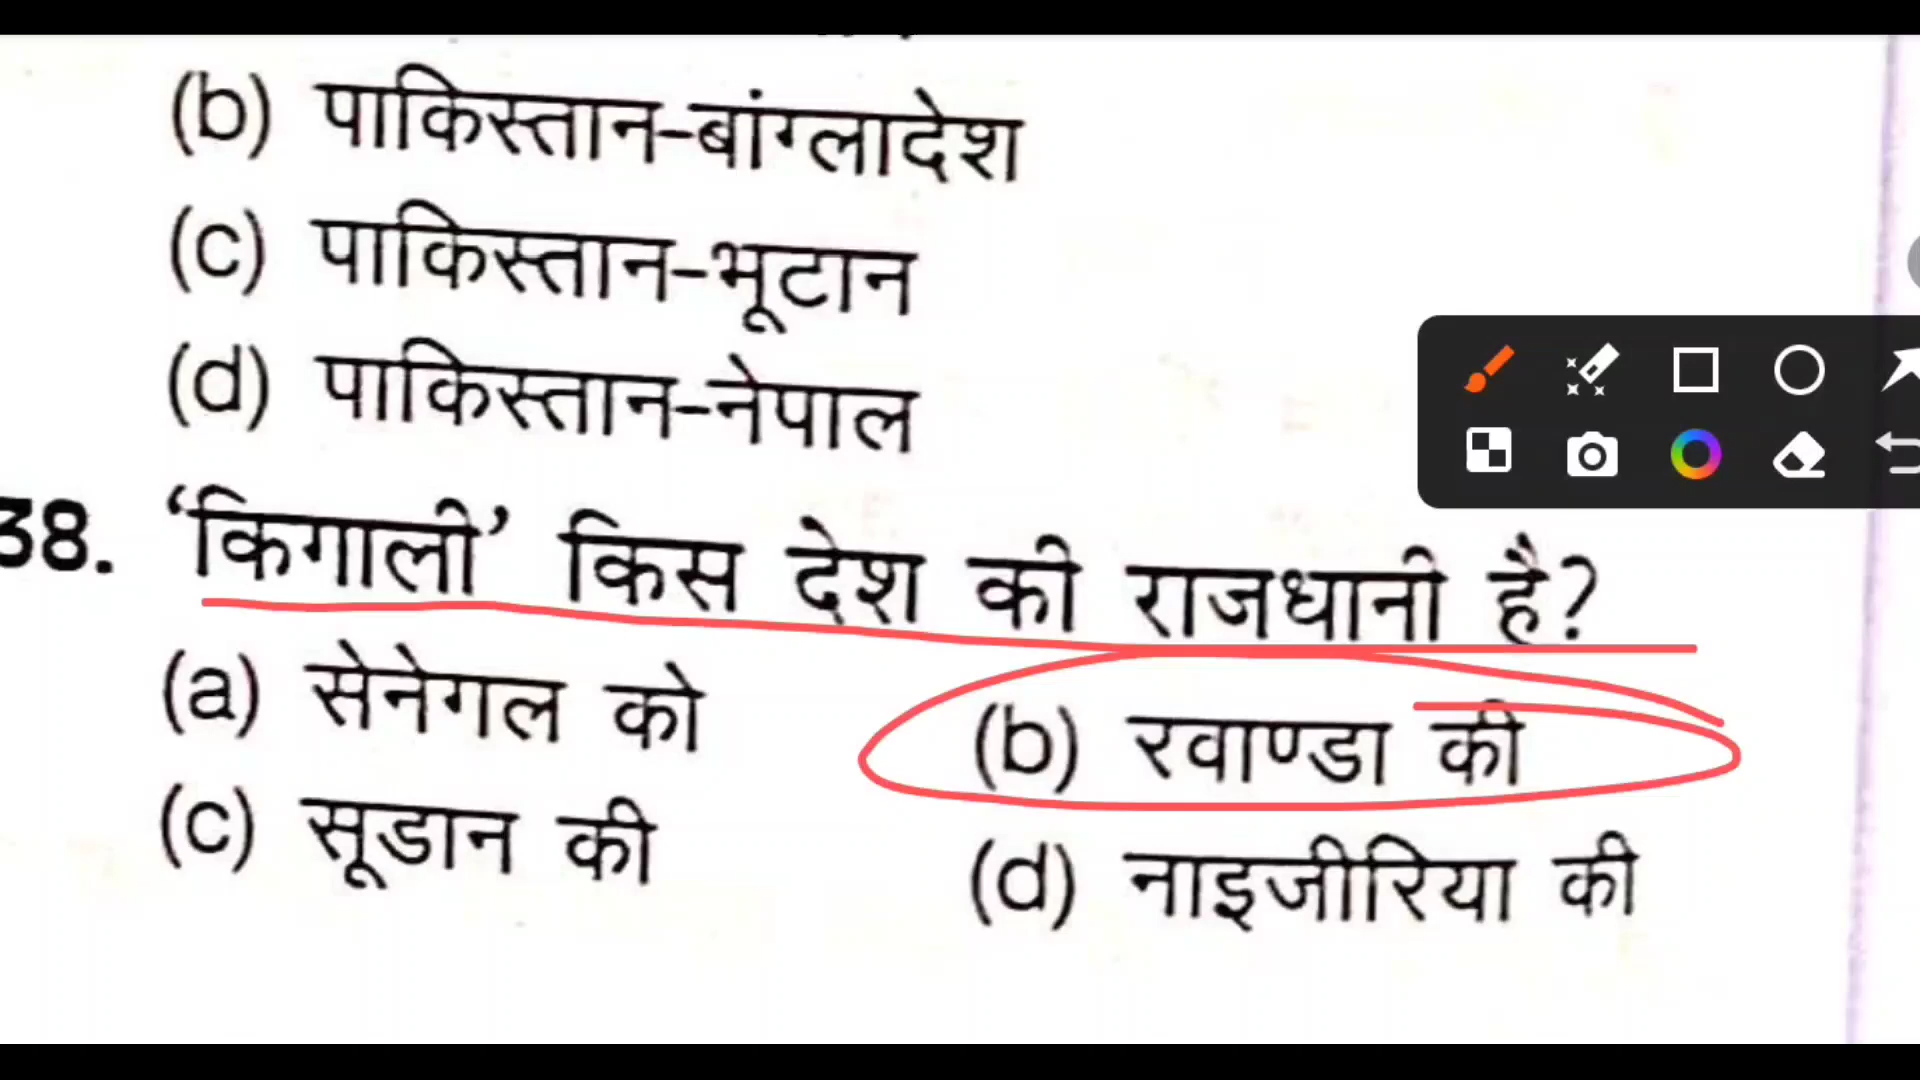 (b) पाकिस्तान-बांग्लादेश
(c) पाकिस्तान-भूटान
(d) पाकिस्तान-नेपाल
38. ‘किगाली’ किस देश की राजधानी है?
(a) सेनेगल को (b) रवाण्डा की
(c) सूडान की (d) नाइजीरिया की